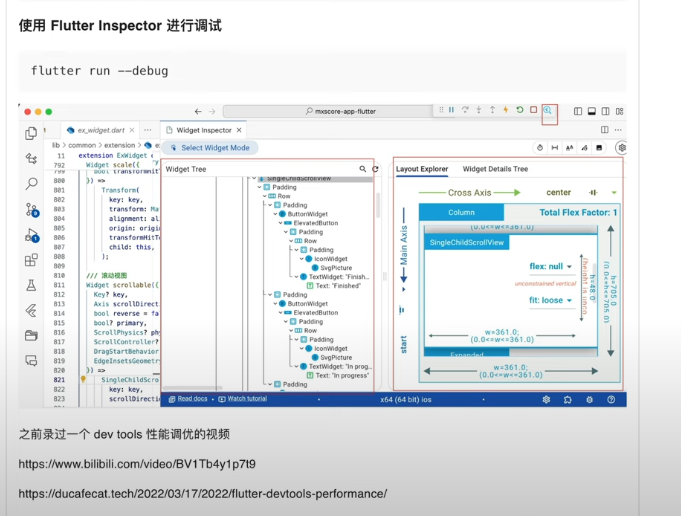 使用 Flutter Inspector 进行调试
flutter run --debug
mxscore-app-flutter
ex_widget.dart
Widget Inspector
lib > common > extension >
Select Widget Mode
11 extension ExWidget
792 Widget scale({
799 bool transformHit
800 }) =>
801 Transform(
802 key: key,
803 transform: Ma
804 alignment: al
805 origin: origi
806 transformHitT
807 child: this,
808 );
809
810 /// 滚动视图
811 Widget scrollable({
812 Key? key,
813 Axis scrollDirect
814 bool reverse = fa
815 bool? primary,
816 ScrollPhysics? ph
817 ScrollController?
818 DragStartBehavior
819 EdgeInsetsGeometr
820 }) =>
821 SingleChildScro
822 key: key,
823 scrollDirecti
Widget Tree
SingleChildScrollView
Padding
Row
Padding
ButtonWidget
ElevatedButton
Padding
Row
Padding
IconWidget
SvgPicture
TextWidget: "Finish...
Text: "Finished"
Padding
ButtonWidget
ElevatedButton
Padding
Row
Padding
IconWidget
SvgPicture
TextWidget: "In prog...
Text: "In progress"
Padding
Layout Explorer
Widget Details Tree
Cross Axis
center
Main Axis
start
Column
Total Flex Factor: 1
(0.0<=w<=361.0)
SingleChildScrollView
flex: null
unconstrained vertical
fit: loose
h=48.0
(height is unco
h=705.0
(0.0<=h<=705.0)
w=361.0;
(0.0<=w<=361.0)
Expanded
w=361.0;
(0.0<=w<=361.0)
Read docs
Watch tutorial
x64 (64 bit) ios
之前录过一个 dev tools 性能调优的视频
https://www.bilibili.com/video/BV1Tb4y1p7t9
https://ducafecat.tech/2022/03/17/2022/flutter-devtools-performance/